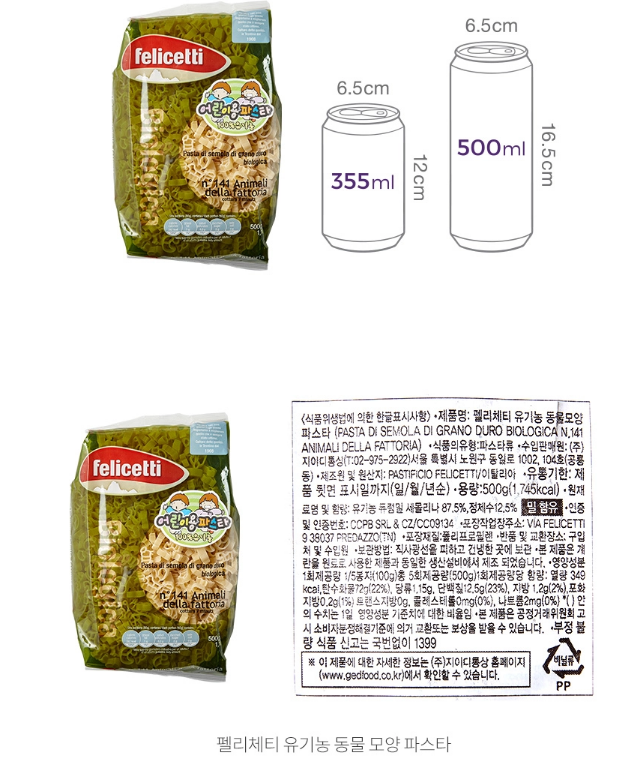 felicetti
어린이용 파스타
Pasta di semola di grano duro
biologica
n° 141 Animali
della fattoria
500g
6.5cm
355ml
12cm
6.5cm
500ml
16.5cm
felicetti
어린이용 파스타
Pasta di semola di grano duro
biologica
n° 141 Animali
della fattoria
500g
〈식품위생법에 의한 한글표시사항〉 •제품명: 펠리체티 유기농 동물모양
파스타 (PASTA DI SEMOLA DI GRANO DURO BIOLOGICA N.141
ANIMALI DELLA FATTORIA) •식품의유형:파스타류 •수입판매원: (주)
지아이디통상(T:02-975-2922)서울 특별시 노원구 동일로 1002, 104호(공릉
동) •제조원 및 원산지: PASTIFICIO FELICETTI/이탈리아 •유통기한: 제
품 뒷면 표시일까지(일/월/년순) •용량:500g(1,745kcal) •원재
료명 및 함량: 유기농 듀럼밀 세몰리나 87.5%,정제수12.5% 밀 함유 •인증
및 인증번호: CCPB SRL & CZ/CC09134 •포장작업장주소: VIA FELICETTI
9 38037 PREDAZZO(TN) •포장재질:폴리프로필렌 •반품 및 교환장소: 구입
처 및 수입원 •보관방법: 직사광선을 피하고 건냉한 곳에 보관 •본 제품은 계
란을 원료로 사용한 제품과 동일한 생산설비에서 제조 되었습니다. •영양성분
1회제공량 1/5봉지(100g)총 5회제공량(500g)1회제공량당 함량: 열량 349
kcal,탄수화물72g(22%), 당류1.15g, 단백질12.5g(23%), 지방 1.2g(2%),포화
지방0.2g(1%) 트랜스지방0g, 콜레스테롤0mg(0%), 나트륨2mg(0%) *( ) 안
의 수치는 1일 영양성분 기준치에 대한 비율임 •본 제품은 공정거래위원회 고
시 소비자분쟁해결기준에 의거 교환또는 보상을 받을 수 있습니다. •부정 불
량 식품 신고는 국번없이 1399
※ 이 제품에 대한 자세한 정보는 (주)지아이디통상 홈페이지
(www.gedfood.co.kr)에서 확인할 수 있습니다.
비닐류
PP
펠리체티 유기농 동물 모양 파스타